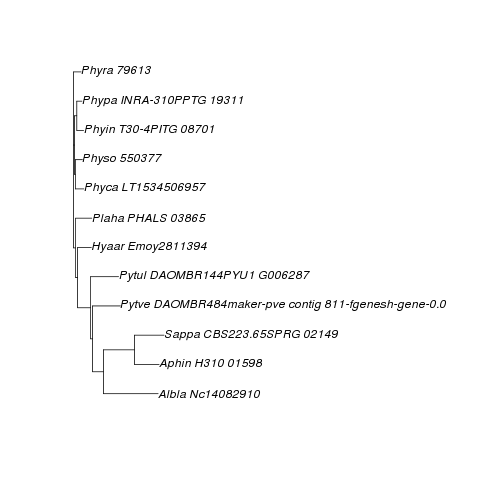 Phyra 79613
Phypa INRA-310PPTG 19311
Phyin T30-4PITG 08701
Physo 550377
Phyca LT1534506957
Plaha PHALS 03865
Hyaar Emoy2811394
Pytul DAOMBR144PYU1 G006287
Pytve DAOMBR484maker-pve contig 811-fgenesh-gene-0.0
Sappa CBS223.65SPRG 02149
Aphin H310 01598
Albla Nc14082910